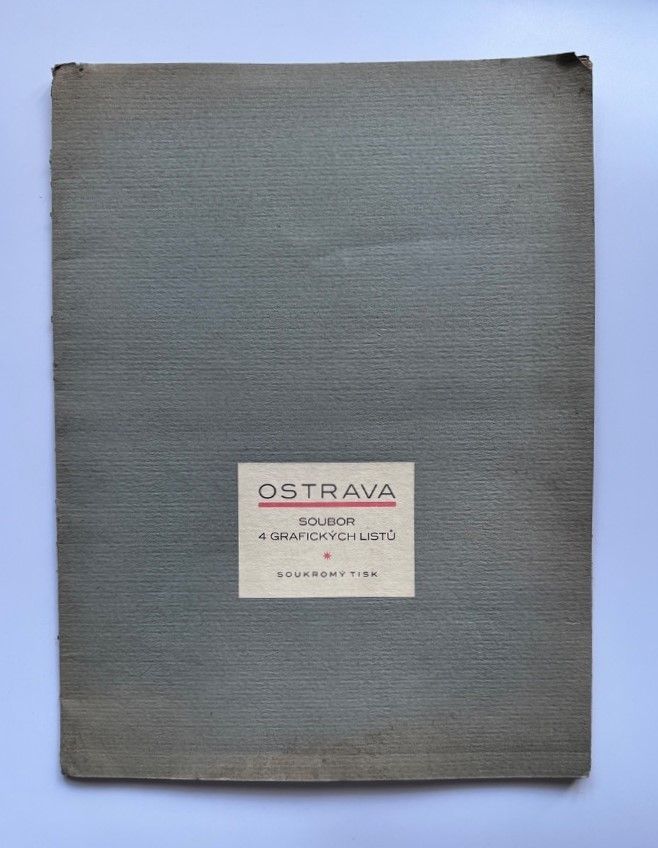 OSTRAVA
SOUBOR
4 GRAFICKÝCH LISTŮ
*
SOUKROMÝ TISK